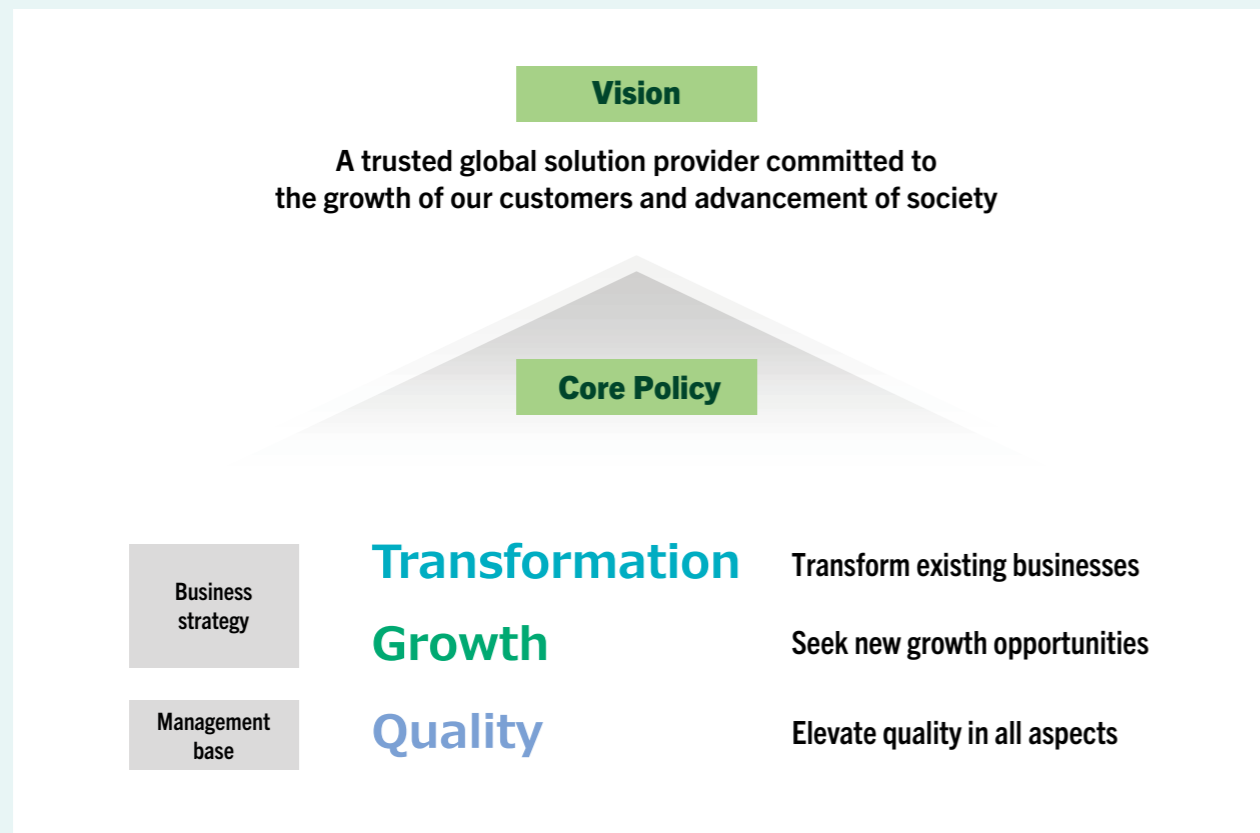 Vision
A trusted global solution provider committed to
the growth of our customers and advancement of society
Core Policy
Business
strategy
Transformation
Transform existing businesses
Growth
Seek new growth opportunities
Management
base
Quality
Elevate quality in all aspects